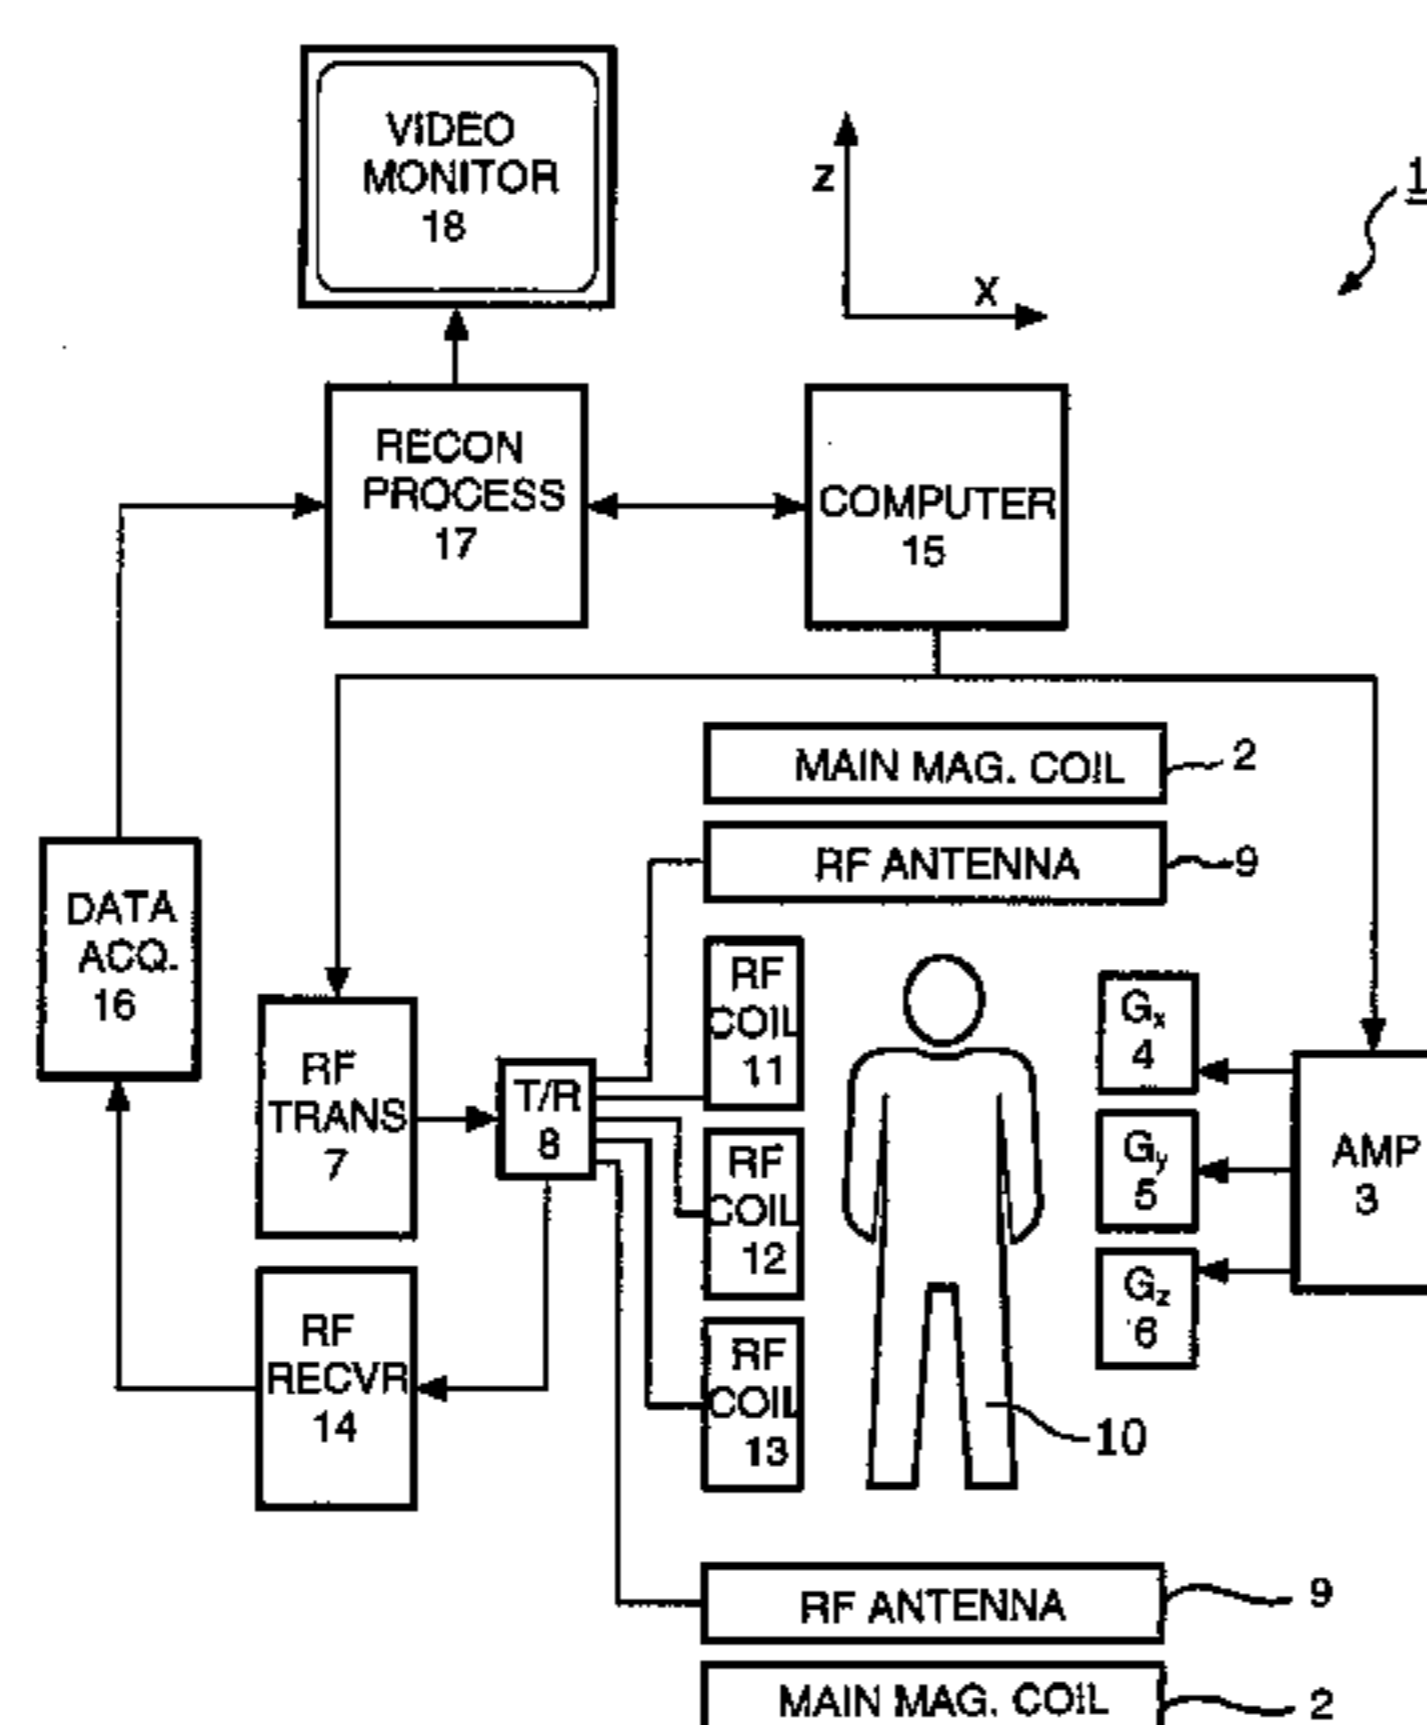 VIDEO
MONITOR
18
Z
X
1
RECON
PROCESS
17
COMPUTER
15
MAIN MAG. COIL
2
RF ANTENNA
9
DATA
ACQ.
16
RF
TRANS
7
T/R
8
RF
COIL
11
RF
COIL
12
RF
COIL
13
Gx
4
Gy
5
Gz
6
AMP
3
RF
RECVR
14
10
RF ANTENNA
9
MAIN MAG. COIL
2